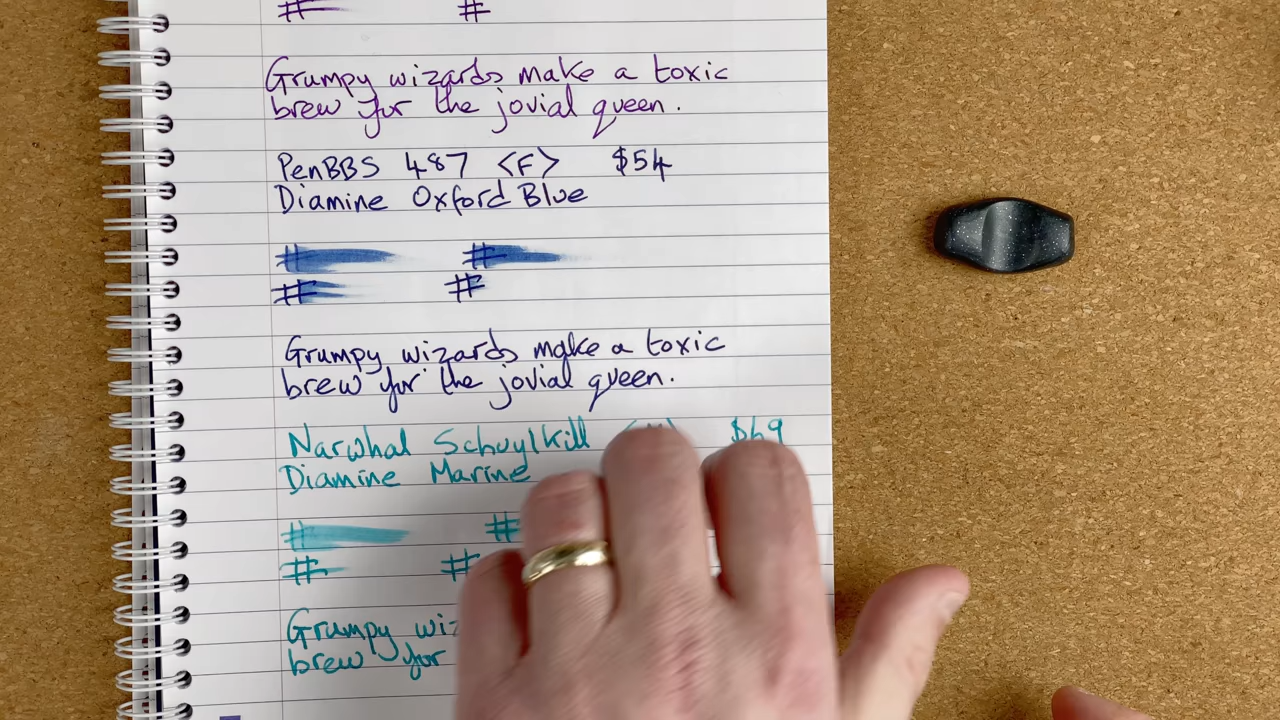 # #
Grumpy wizards make a toxic
brew for the jovial queen.
PenBBS 487 <F> $54
Diamine Oxford Blue
# #
# #
Grumpy wizards make a toxic
brew for the jovial queen.
Narwhal Schuylkill $69
Diamine Marine
# #
# #
Grumpy
brew for